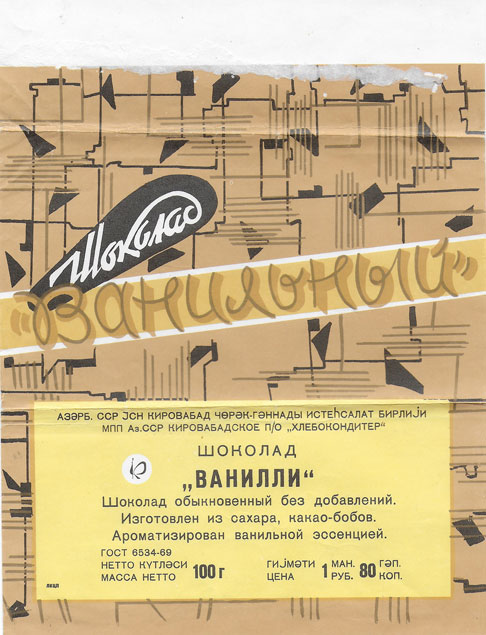 Шоколад
"Ванильный"
АЗӘРБ. ССР ЈСН КИРОВАБАД ЧӨРӘК-ГӘННАДЫ ИСТЕҺСАЛАТ БИРЛИЈИ
МПП Аз.ССР КИРОВАБАДСКОЕ П/О „ХЛЕБОКОНДИТЕР"
ШОКОЛАД
„ВАНИЛЛИ"
Шоколад обыкновенный без добавлений.
Изготовлен из сахара, какао-бобов.
Ароматизирован ванильной эссенцией.
ГОСТ 6534-69
НЕТТО КҮТЛӘСИ 100 г ГИЈМӘТИ 1 МАН. 80 ГӘП.
МАССА НЕТТО ЦЕНА РУБ. КОП.